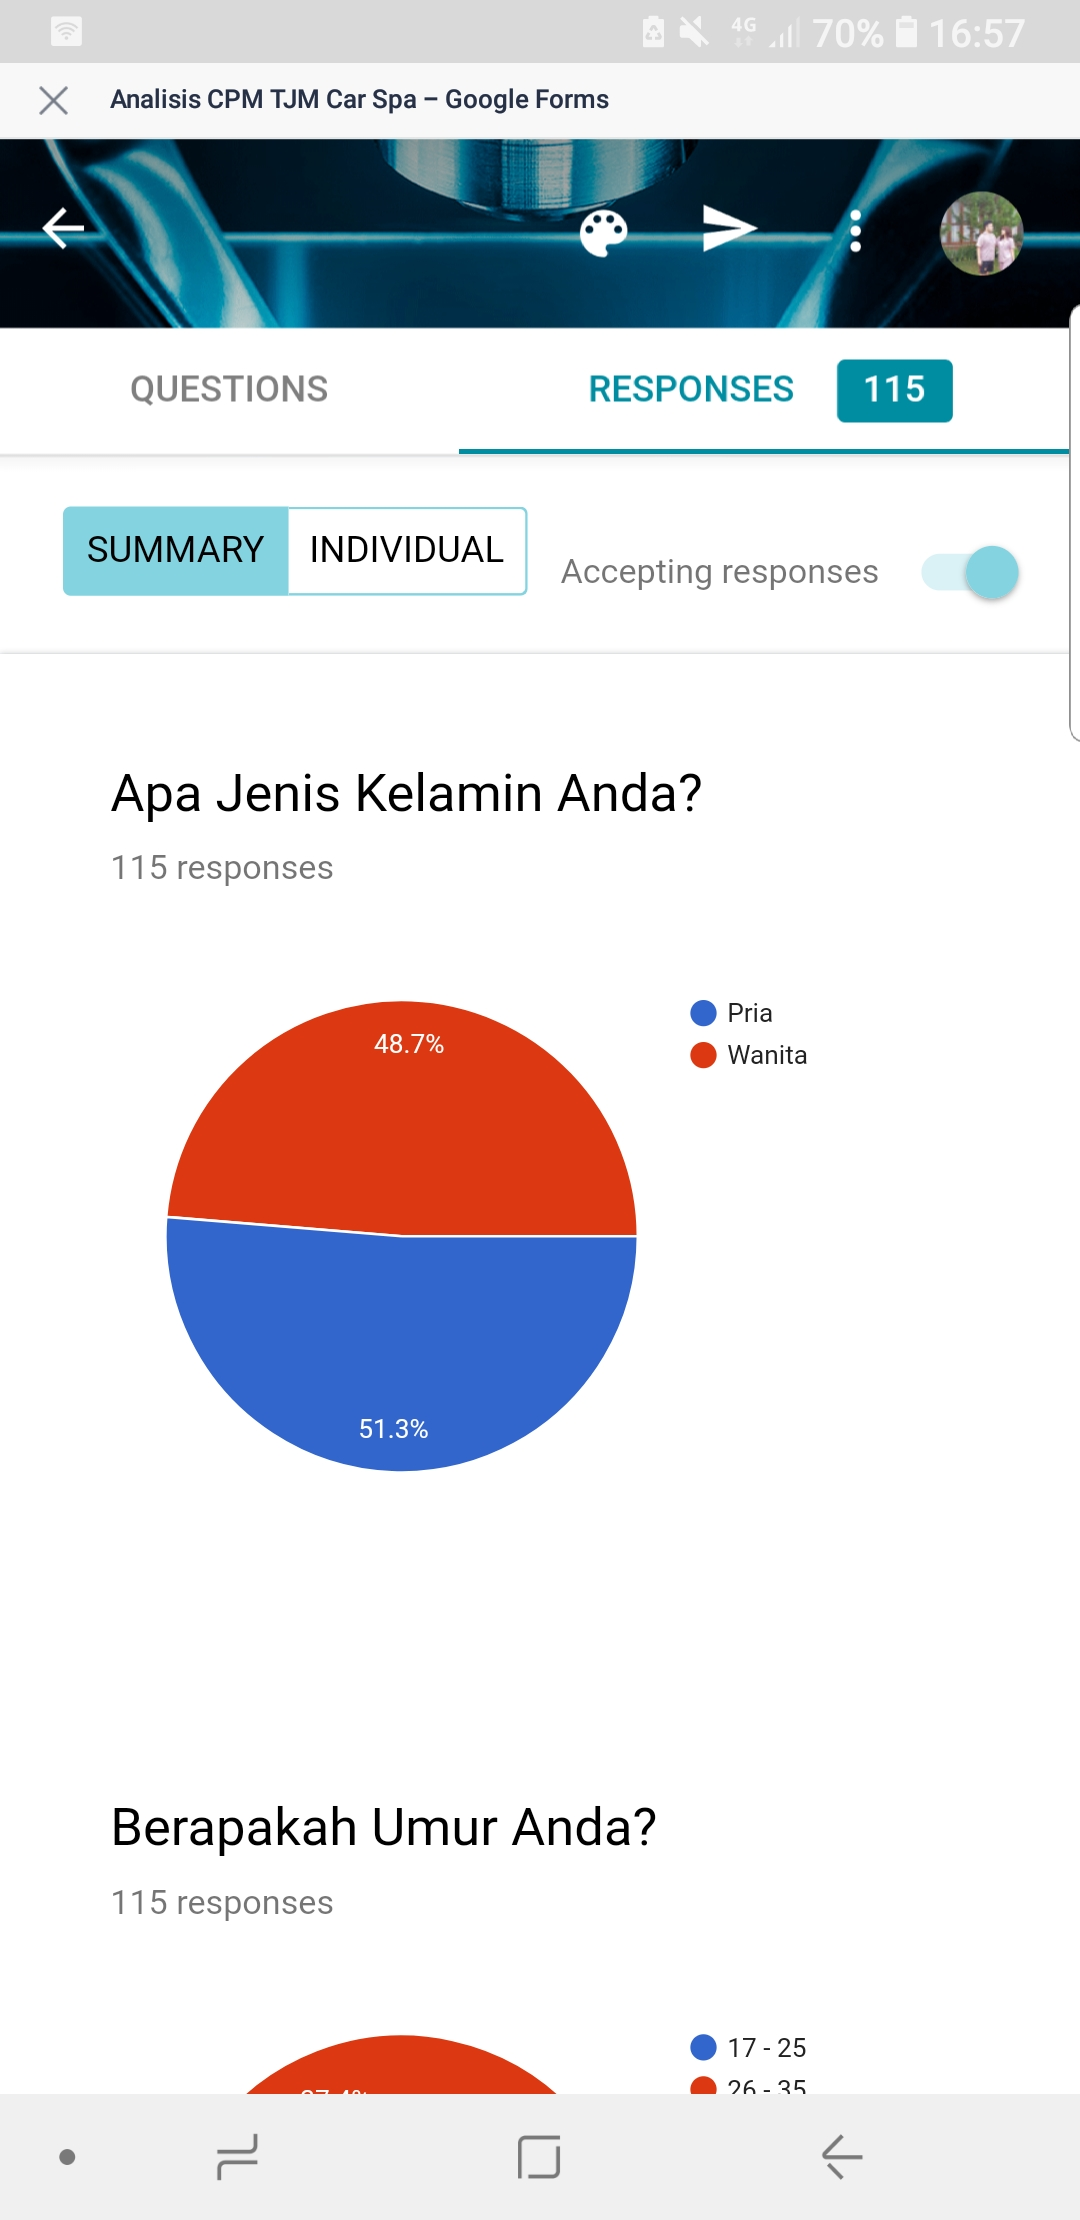 4G 70% 16:57
Analisis CPM TJM Car Spa – Google Forms
QUESTIONS RESPONSES 115
SUMMARY INDIVIDUAL Accepting responses
Apa Jenis Kelamin Anda?
115 responses
Pria
Wanita
48.7%
51.3%
Berapakah Umur Anda?
115 responses
17 - 25
26 - 35